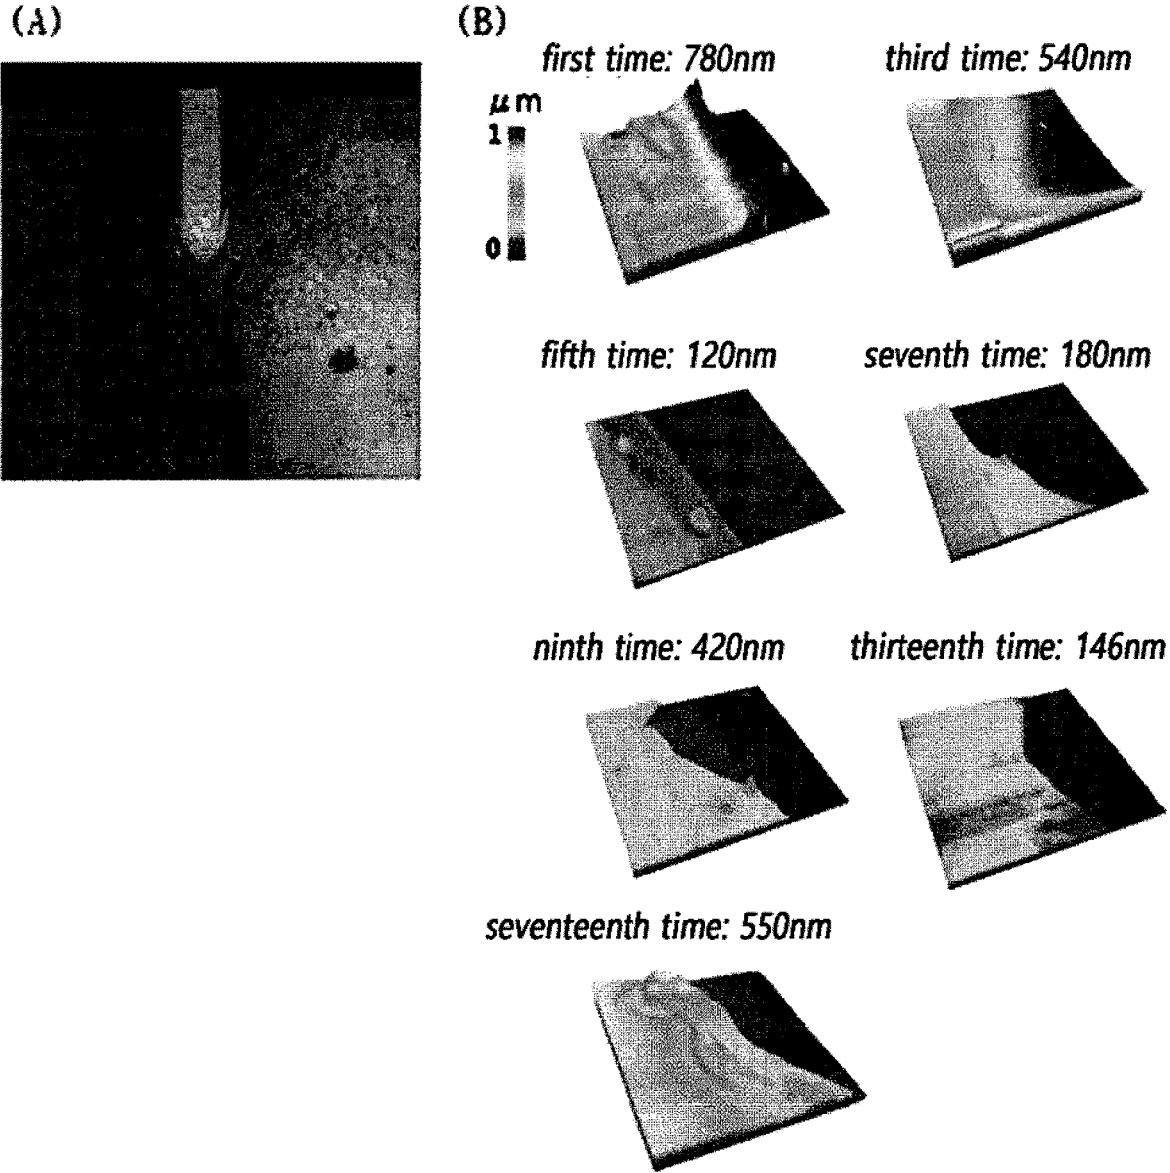 (A)
(B)
first time: 780nm
third time: 540nm
μm
1
0
fifth time: 120nm
seventh time: 180nm
ninth time: 420nm
thirteenth time: 146nm
seventeenth time: 550nm